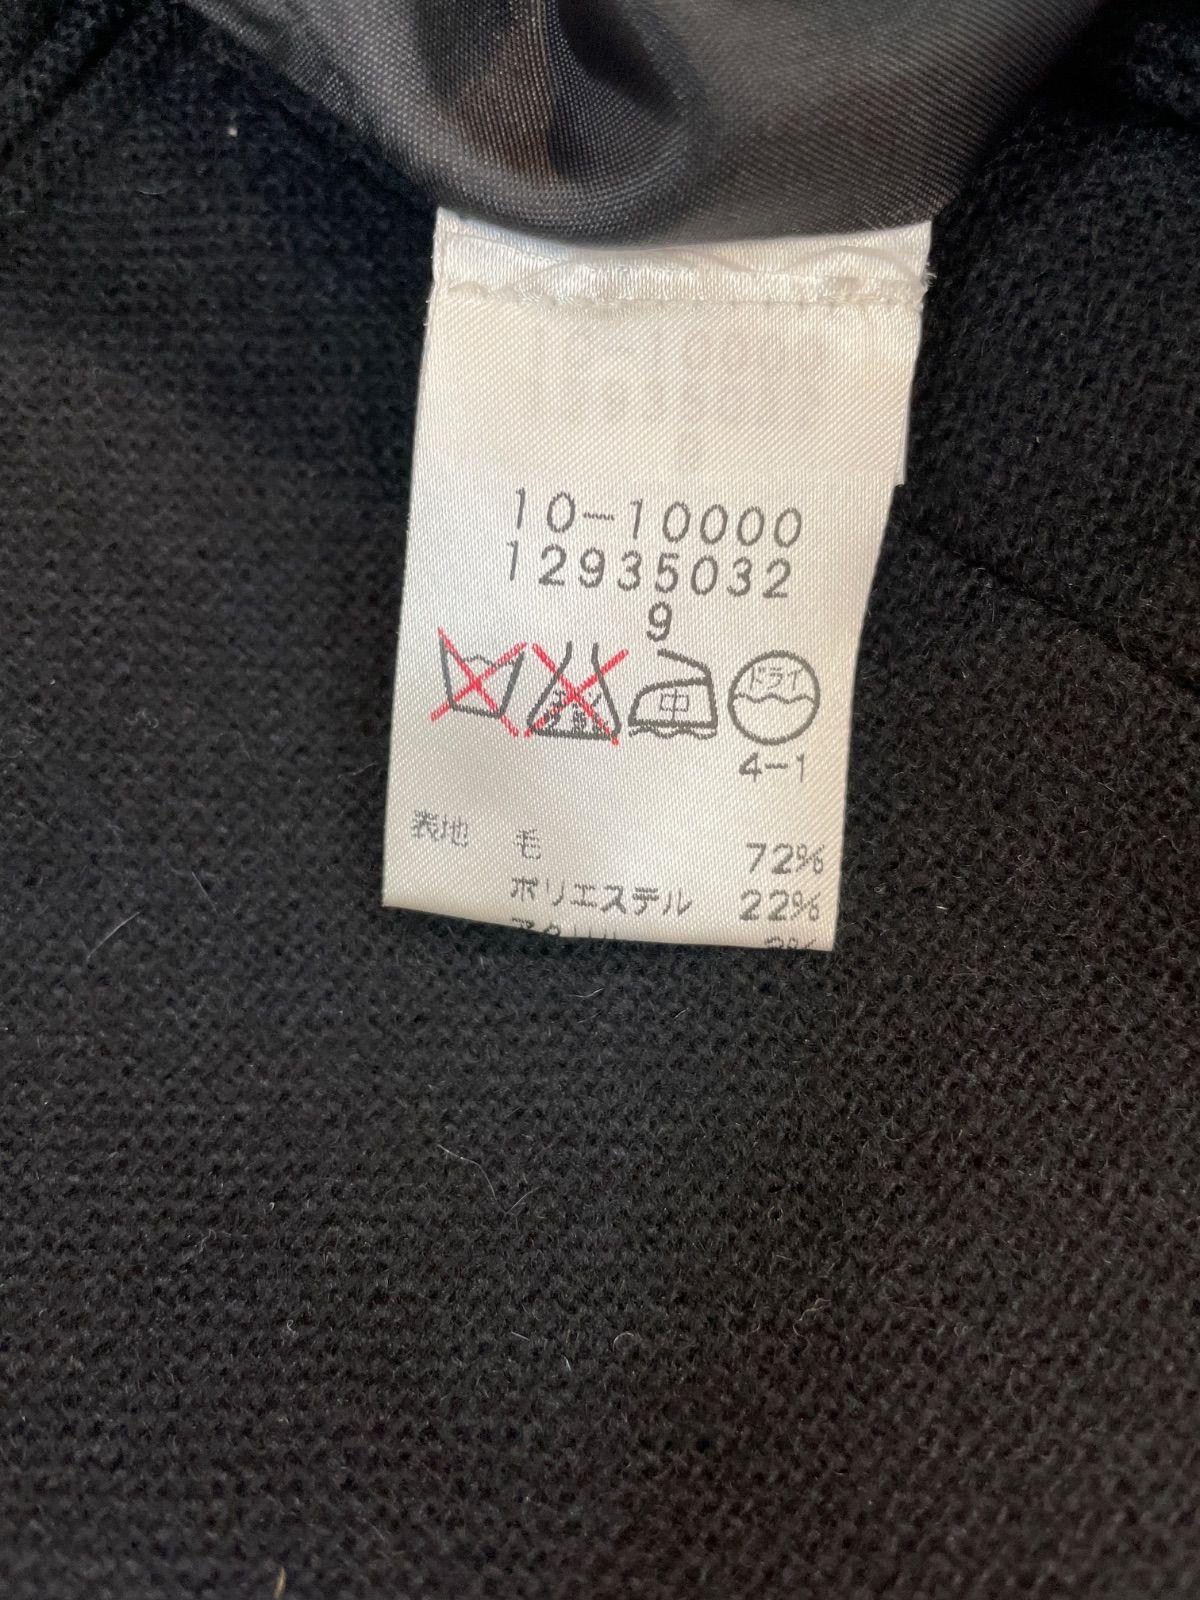 10-10000
12935032
9
中 ドライ
4-1
表地 毛 72%
ポリエステル 22%